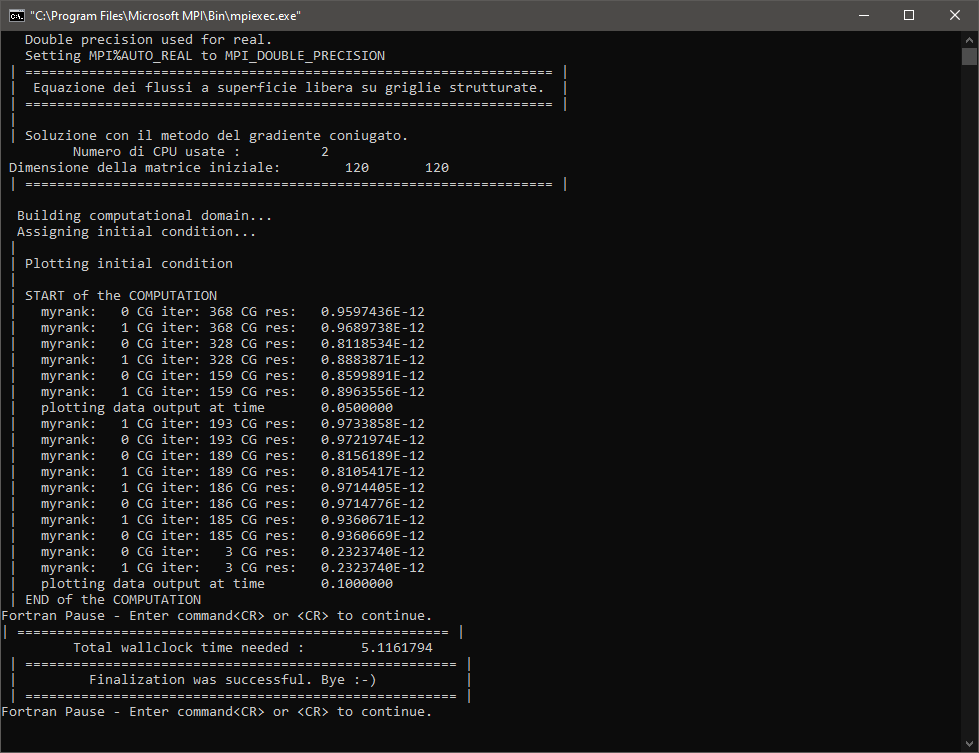 "C:\Program Files\Microsoft MPI\Bin\mpiexec.exe"
Double precision used for real.
Setting MPI%AUTO_REAL to MPI_DOUBLE_PRECISION
| ================================================================== |
|  Equazione dei flussi a superficie libera su griglie strutturate.  |
| ================================================================== |
|
| Soluzione con il metodo del gradiente coniugato.
Numero di CPU usate :          2
Dimensione della matrice iniziale:        120       120
| ================================================================== |
Building computational domain...
Assigning initial condition...
|
| Plotting initial condition
|
| START of the COMPUTATION
|   myrank:   0 CG iter: 368 CG res:   0.9597436E-12
|   myrank:   1 CG iter: 368 CG res:   0.9689738E-12
|   myrank:   0 CG iter: 328 CG res:   0.8118534E-12
|   myrank:   1 CG iter: 328 CG res:   0.8883871E-12
|   myrank:   0 CG iter: 159 CG res:   0.8599891E-12
|   myrank:   1 CG iter: 159 CG res:   0.8963556E-12
|   plotting data output at time       0.0500000
|   myrank:   1 CG iter: 193 CG res:   0.9733858E-12
|   myrank:   0 CG iter: 193 CG res:   0.9721974E-12
|   myrank:   0 CG iter: 189 CG res:   0.8156189E-12
|   myrank:   1 CG iter: 189 CG res:   0.8105417E-12
|   myrank:   1 CG iter: 186 CG res:   0.9714405E-12
|   myrank:   0 CG iter: 186 CG res:   0.9714776E-12
|   myrank:   1 CG iter: 185 CG res:   0.9360671E-12
|   myrank:   0 CG iter: 185 CG res:   0.9360669E-12
|   myrank:   0 CG iter:   3 CG res:   0.2323740E-12
|   myrank:   1 CG iter:   3 CG res:   0.2323740E-12
|   plotting data output at time       0.1000000
| END of the COMPUTATION
Fortran Pause - Enter command<CR> or <CR> to continue.
| ====================================================== |
Total wallclock time needed :       5.1161794
| ====================================================== |
|         Finalization was successful. Bye :-)           |
| ====================================================== |
Fortran Pause - Enter command<CR> or <CR> to continue.